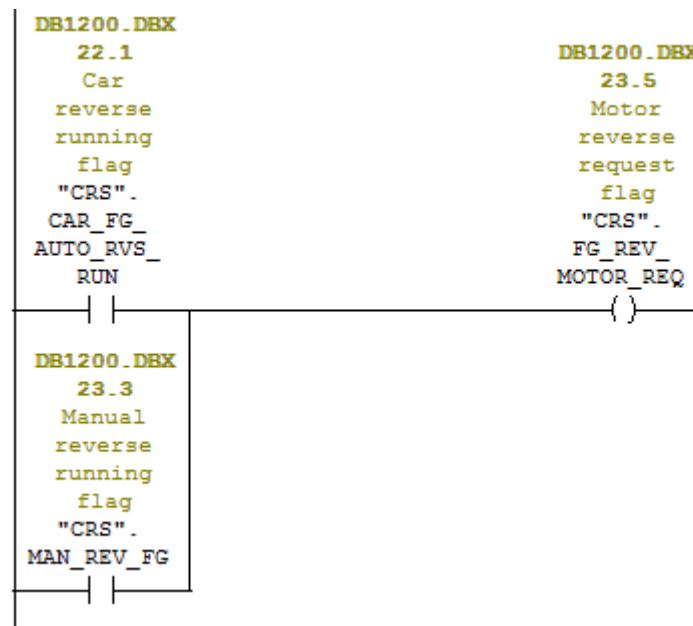 DB1200.DBX
22.1
Car
reverse
running
flag
"CRS".
CAR_FG_
AUTO_RVS_
RUN
DB1200.DBX
23.5
Motor
reverse
request
flag
"CRS".
FG_REV_
MOTOR_REQ
DB1200.DBX
23.3
Manual
reverse
running
flag
"CRS".
MAN_REV_FG